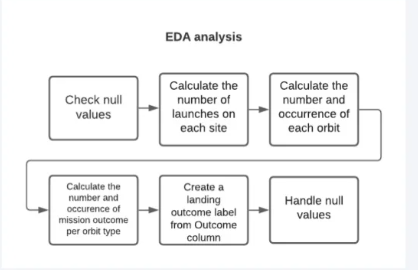 EDA analysis
Check null
values
Calculate the
number of
launches on
each site
Calculate the
number and
occurrence of
each orbit
Calculate the
number and
occurence of
mission outcome
per orbit type
Create a
landing
outcome label
from Outcome
column
Handle null
values